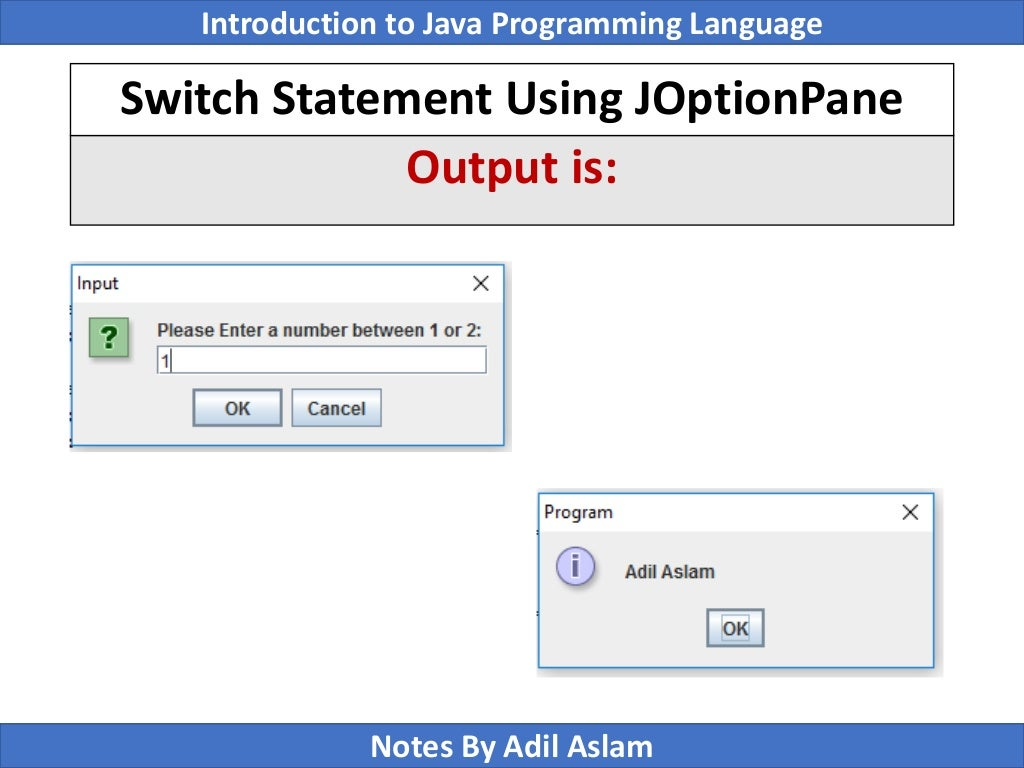 Introduction to Java Programming Language
Switch Statement Using JOptionPane
Output is:
Input
?
Please Enter a number between 1 or 2:
1
OK Cancel
Program
i
Adil Aslam
OK
Notes By Adil Aslam